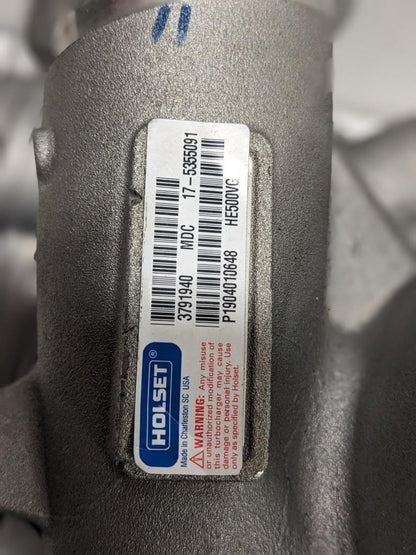 HOLSET®
Made in Charleston SC USA
3791940 MDC 17-5355091
P1904010648 HE500VG
WARNING: Any misuse
or unauthorized modification of
this turbocharger may cause
damage or personal injury. Use
only as specified by Holset.